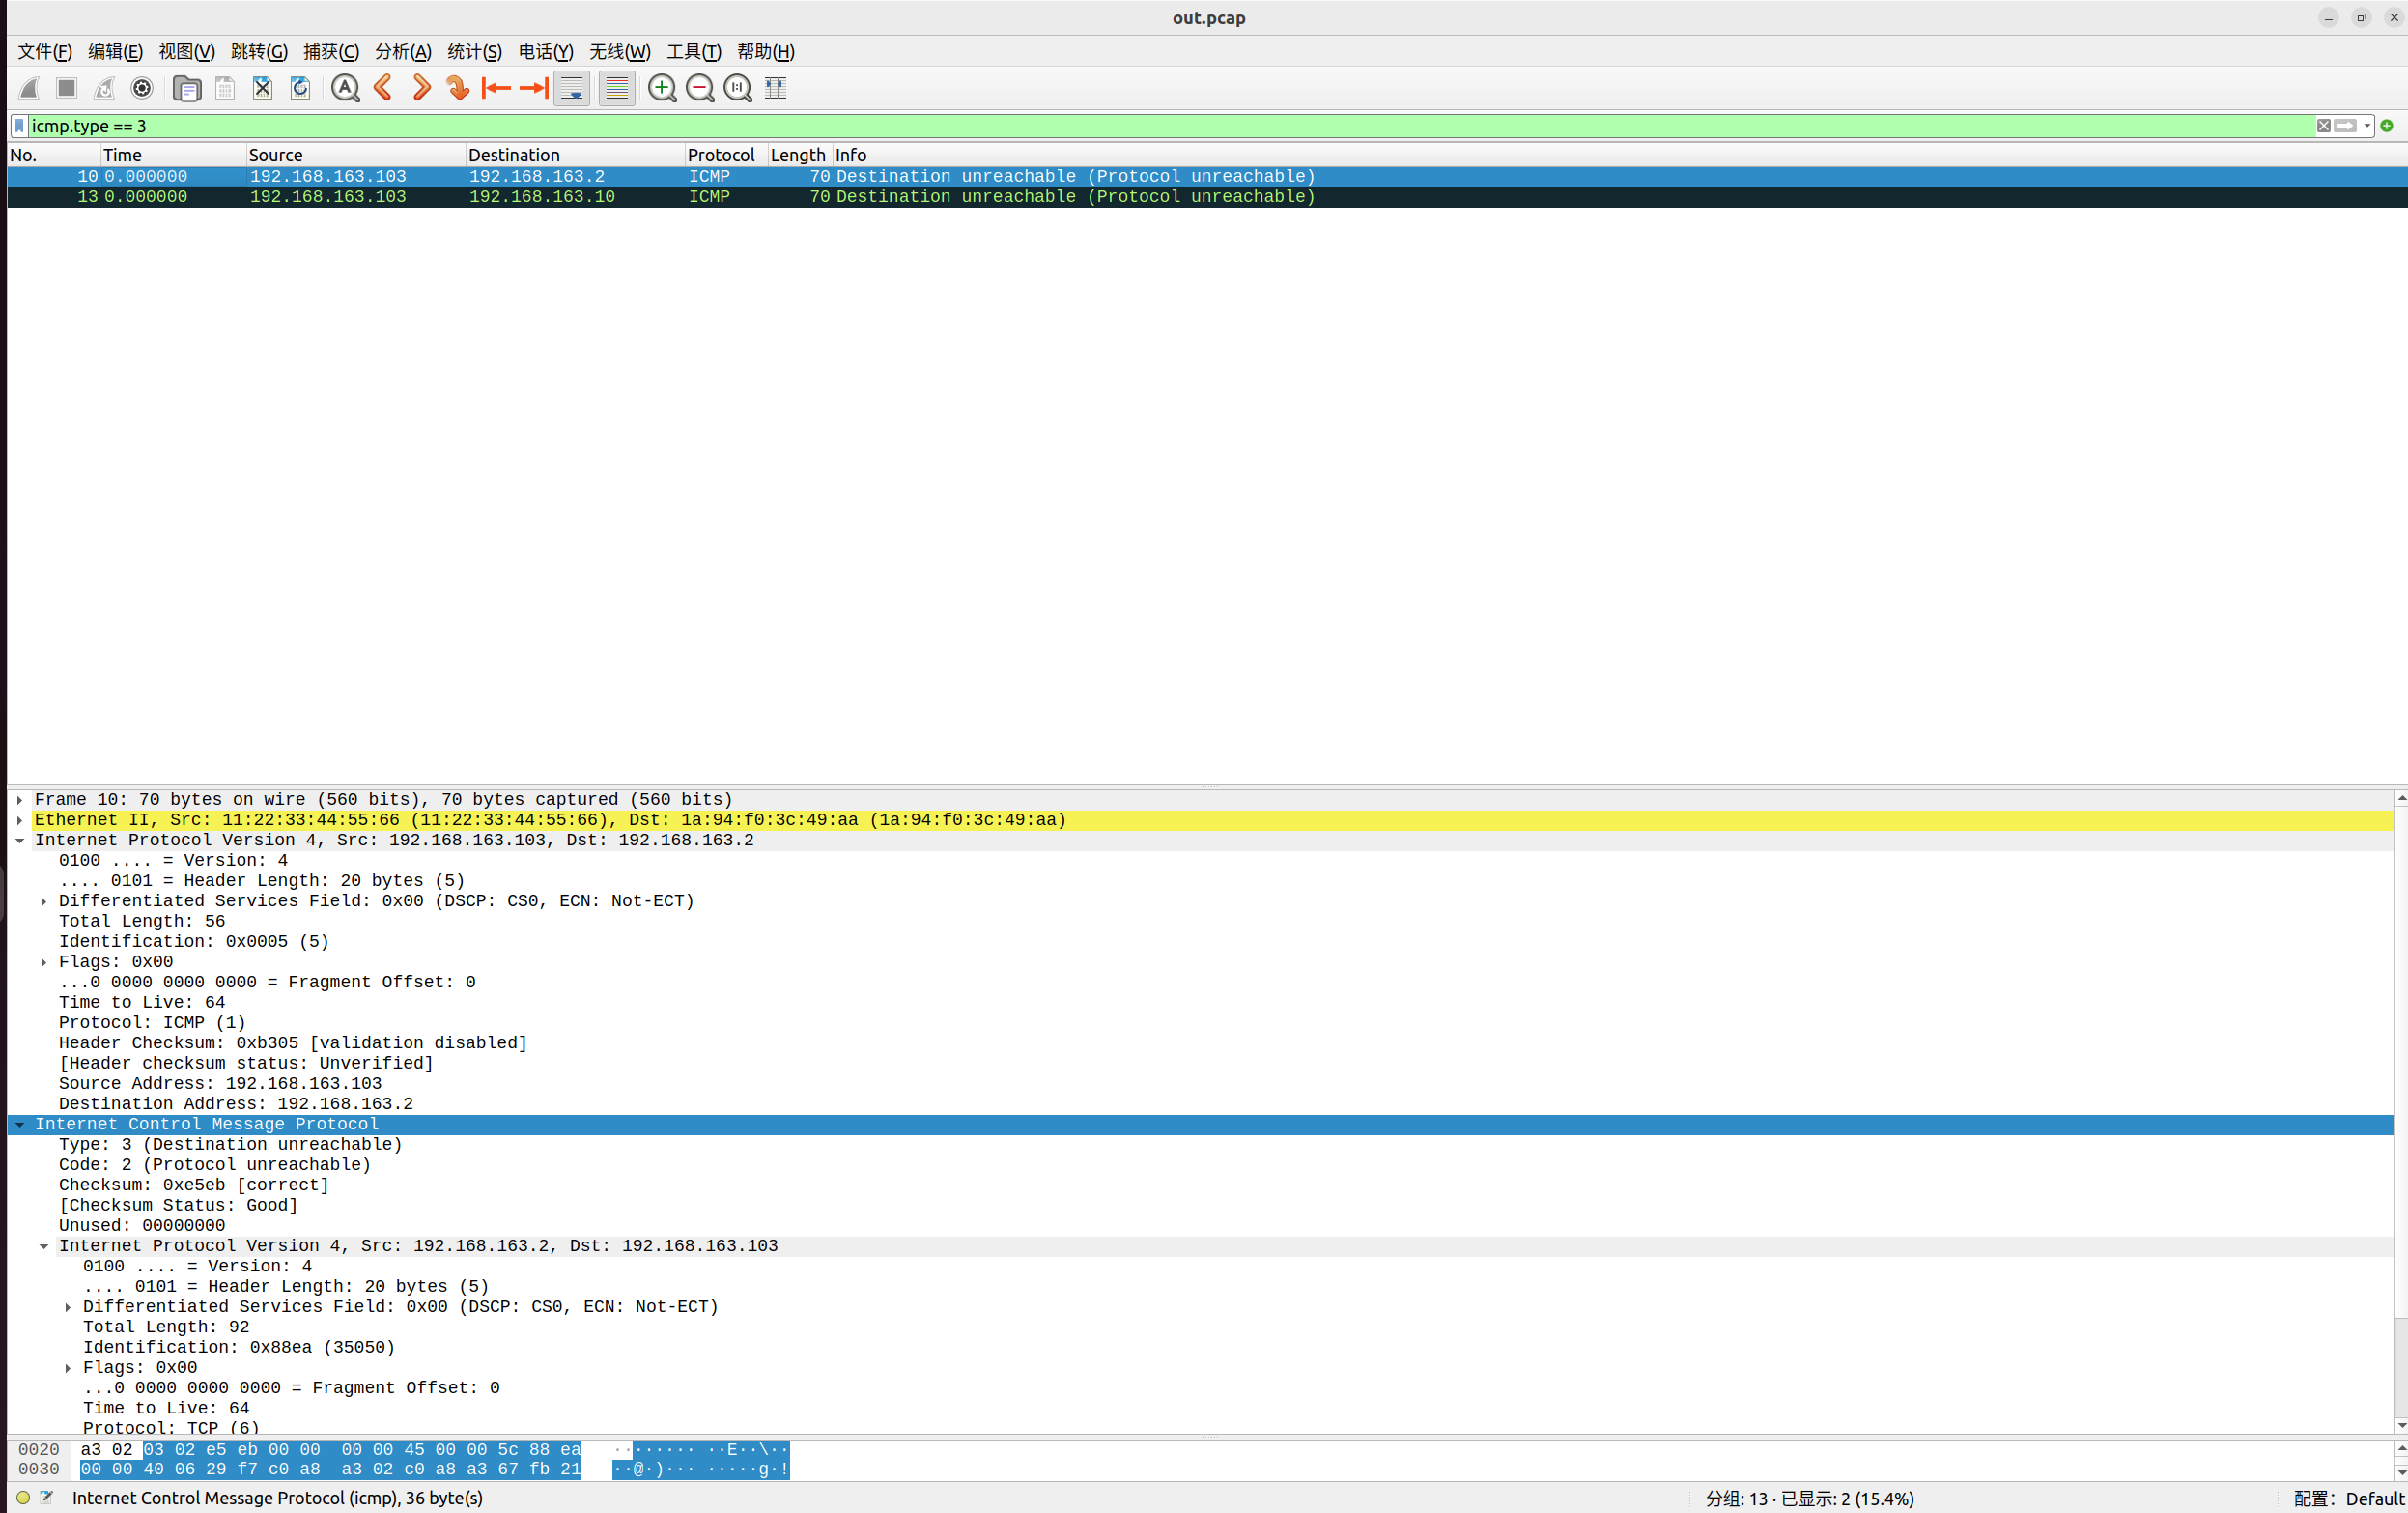 out.pcap
文件(F) 编辑(E) 视图(V) 跳转(G) 捕获(C) 分析(A) 统计(S) 电话(Y) 无线(W) 工具(T) 帮助(H)
icmp.type == 3
No. Time Source Destination Protocol Length Info
10 0.000000 192.168.163.103 192.168.163.2 ICMP 70 Destination unreachable (Protocol unreachable)
13 0.000000 192.168.163.103 192.168.163.10 ICMP 70 Destination unreachable (Protocol unreachable)
Frame 10: 70 bytes on wire (560 bits), 70 bytes captured (560 bits)
Ethernet II, Src: 11:22:33:44:55:66 (11:22:33:44:55:66), Dst: 1a:94:f0:3c:49:aa (1a:94:f0:3c:49:aa)
Internet Protocol Version 4, Src: 192.168.163.103, Dst: 192.168.163.2
0100 .... = Version: 4
.... 0101 = Header Length: 20 bytes (5)
Differentiated Services Field: 0x00 (DSCP: CS0, ECN: Not-ECT)
Total Length: 56
Identification: 0x0005 (5)
Flags: 0x00
...0 0000 0000 0000 = Fragment Offset: 0
Time to Live: 64
Protocol: ICMP (1)
Header Checksum: 0xb305 [validation disabled]
[Header checksum status: Unverified]
Source Address: 192.168.163.103
Destination Address: 192.168.163.2
Internet Control Message Protocol
Type: 3 (Destination unreachable)
Code: 2 (Protocol unreachable)
Checksum: 0xe5eb [correct]
[Checksum Status: Good]
Unused: 00000000
Internet Protocol Version 4, Src: 192.168.163.2, Dst: 192.168.163.103
0100 .... = Version: 4
.... 0101 = Header Length: 20 bytes (5)
Differentiated Services Field: 0x00 (DSCP: CS0, ECN: Not-ECT)
Total Length: 92
Identification: 0x88ea (35050)
Flags: 0x00
...0 0000 0000 0000 = Fragment Offset: 0
Time to Live: 64
Protocol: TCP (6)
0020 a3 02 03 02 e5 eb 00 00 00 00 45 00 00 5c 88 ea ········ ··E··\··
0030 00 00 40 06 29 f7 c0 a8 a3 02 c0 a8 a3 67 fb 21 ··@·)··· ·····g·!
Internet Control Message Protocol (icmp), 36 byte(s) 分组: 13 · 已显示: 2 (15.4%) 配置: Default